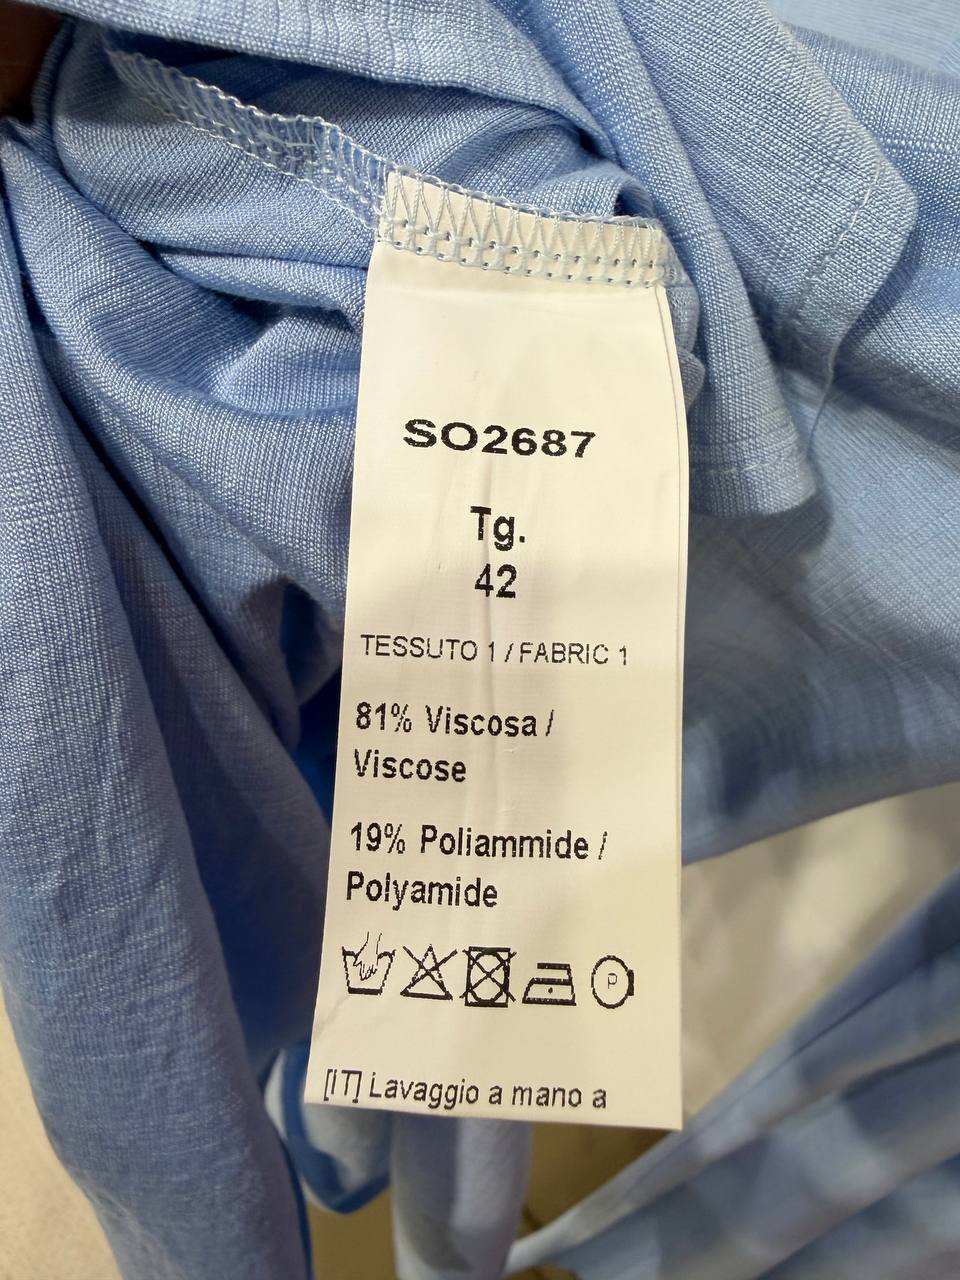 SO2687
Tg.
42
TESSUTO 1 / FABRIC 1
81% Viscosa /
Viscose
19% Poliammide /
Polyamide
P
[IT] Lavaggio a mano a